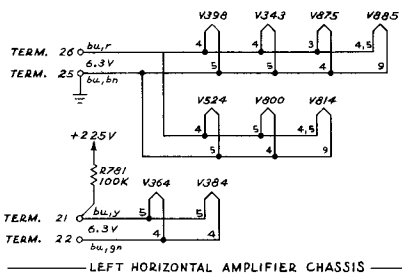 V398 V343 V875 V885
TERM. 26 bu,r 4 4 3 4,5
6.3V
TERM. 25 bu,bn 5 5 4 9
V524 V800 V814
4 5 4,5
5 4 9
+225V
R781
100K
V364 V384
TERM. 21 bu,y 5 5
6.3V
TERM. 22 bu,gn 4 4
LEFT HORIZONTAL AMPLIFIER CHASSIS